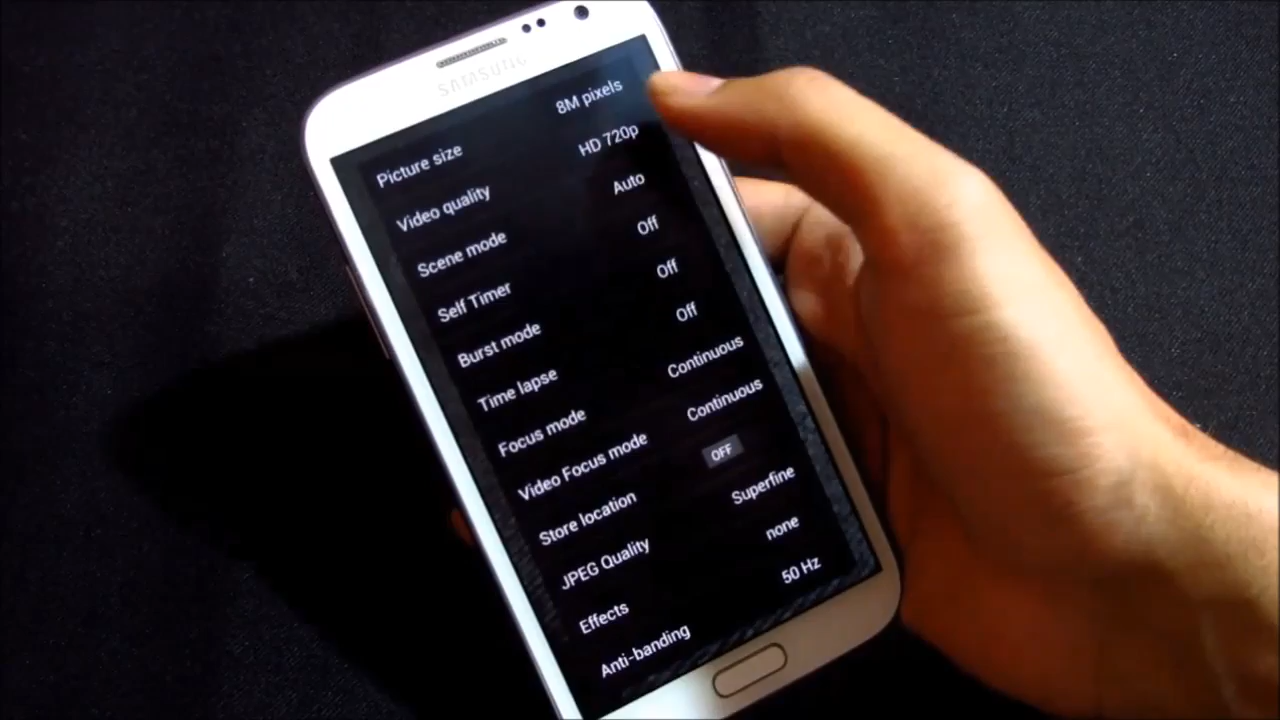 SAMSUNG
Picture size 8M pixels
Video quality HD 720p
Scene mode Auto
Self Timer Off
Burst mode Off
Time lapse Off
Focus mode Continuous
Video Focus mode Continuous
Store location OFF
JPEG Quality Superfine
Effects none
Anti-banding 50 Hz